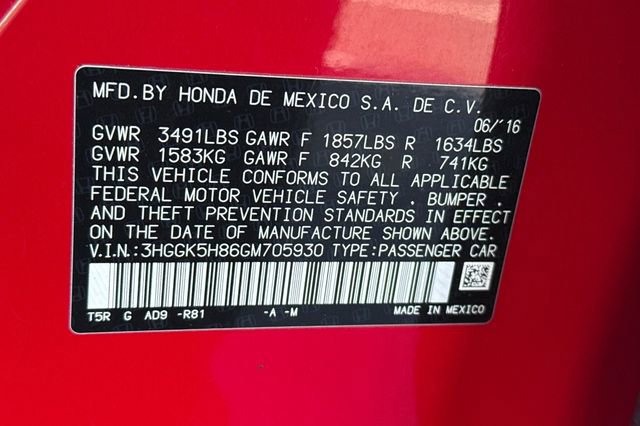 MFD.BY HONDA DE MEXICO S.A. DE C.V.
06/'16
GVWR 3491LBS GAWR F 1857LBS R 1634LBS
GVWR 1583KG GAWR F 842KG R 741KG
THIS VEHICLE CONFORMS TO ALL APPLICABLE
FEDERAL MOTOR VEHICLE SAFETY . BUMPER .
AND THEFT PREVENTION STANDARDS IN EFFECT
ON THE DATE OF MANUFACTURE SHOWN ABOVE.
V.I.N.:3HGGK5H86GM705930 TYPE:PASSENGER CAR
T5R G AD9 -R81 -A -M MADE IN MEXICO